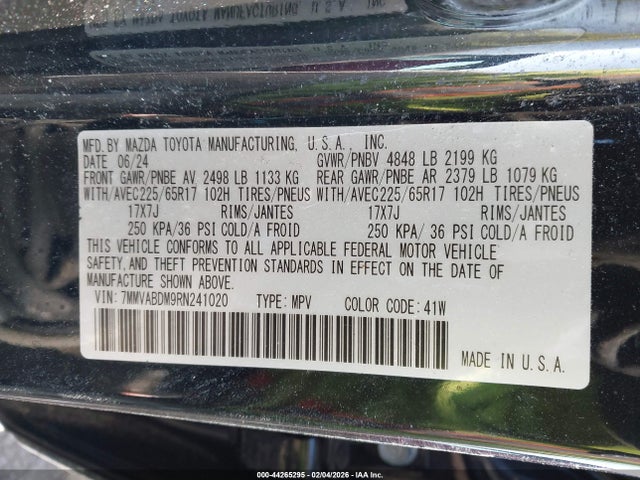 MAZDA TOYOTA MANUFACTURING
U.S.A.
INC.
MFD. BY MAZDA TOYOTA MANUFACTURING, U.S.A., INC.
DATE 06/24 GVWR/PNBV 4848 LB 2199 KG
FRONT GAWR/PNBE AV 2498 LB 1133 KG REAR GAWR/PNBE AR 2379 LB 1079 KG
WITH/AVEC225/65R17 102H TIRES/PNEUS WITH/AVEC225/65R17 102H TIRES/PNEUS
17X7J RIMS/JANTES 17X7J RIMS/JANTES
250 KPA/36 PSI COLD/A FROID 250 KPA/ 36 PSI COLD/A FROID
THIS VEHICLE CONFORMS TO ALL APPLICABLE FEDERAL MOTOR VEHICLE
SAFETY, AND THEFT PREVENTION STANDARDS IN EFFECT ON THE DATE OF
MANUFACTURE SHOWN ABOVE.
VIN: 7MMVABDM9RN241020 TYPE: MPV COLOR CODE: 41W
MADE IN U.S.A.
000-44265295 - 02/04/2026 - IAA Inc.